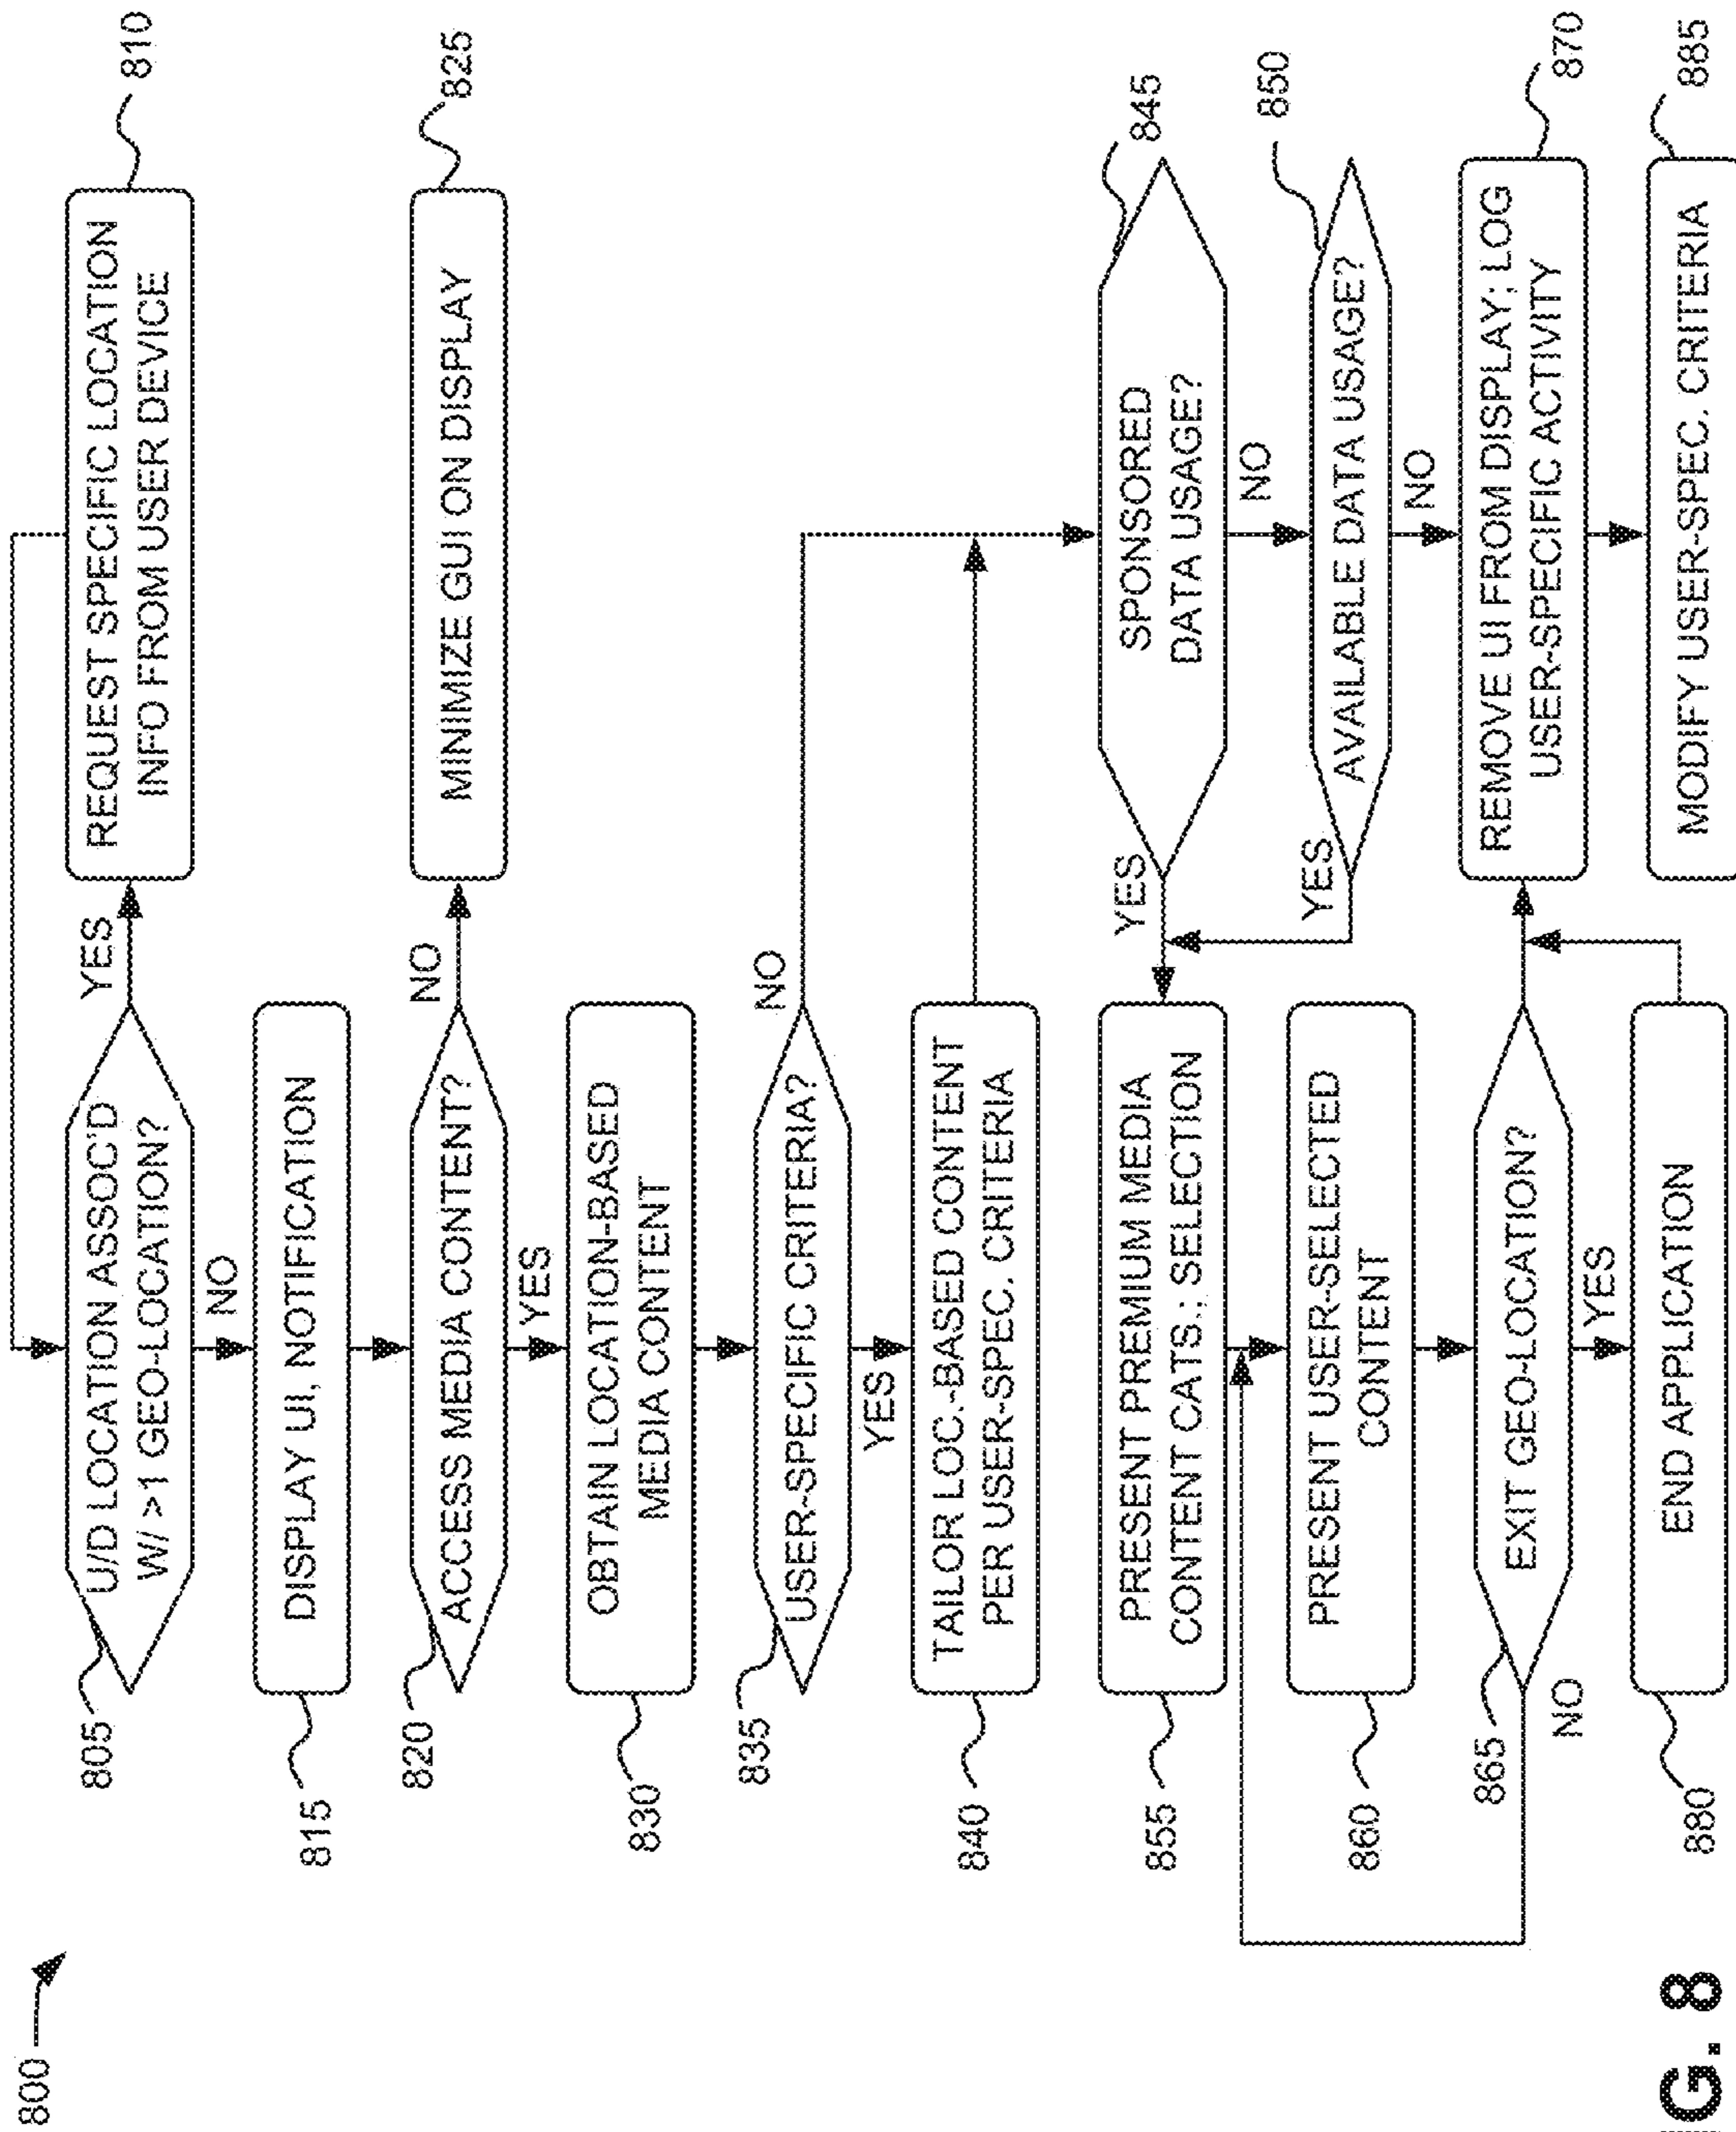 800
805
U/D LOCATION ASSOC'D
W/ >1 GEO-LOCATION?
YES
REQUEST SPECIFIC LOCATION
INFO FROM USER DEVICE
810
NO
815
DISPLAY UI, NOTIFICATION
820
ACCESS MEDIA CONTENT?
NO
MINIMIZE GUI ON DISPLAY
825
YES
830
OBTAIN LOCATION-BASED
MEDIA CONTENT
835
USER-SPECIFIC CRITERIA?
NO
YES
840
TAILOR LOC.-BASED CONTENT
PER USER-SPEC. CRITERIA
845
SPONSORED
DATA USAGE?
YES
NO
850
AVAILABLE DATA USAGE?
YES
NO
855
PRESENT PREMIUM MEDIA
CONTENT CATS.; SELECTION
860
PRESENT USER-SELECTED
CONTENT
865
EXIT GEO-LOCATION?
NO
YES
REMOVE UI FROM DISPLAY; LOG
USER-SPECIFIC ACTIVITY
870
880
END APPLICATION
MODIFY USER-SPEC. CRITERIA
885
G. 8